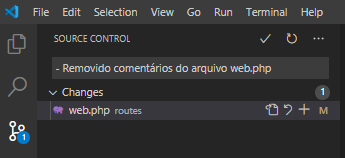 File Edit Selection View Go Run Terminal Help
SOURCE CONTROL
- Removido comentários do arquivo web.php
Changes 1
web.php routes M
1